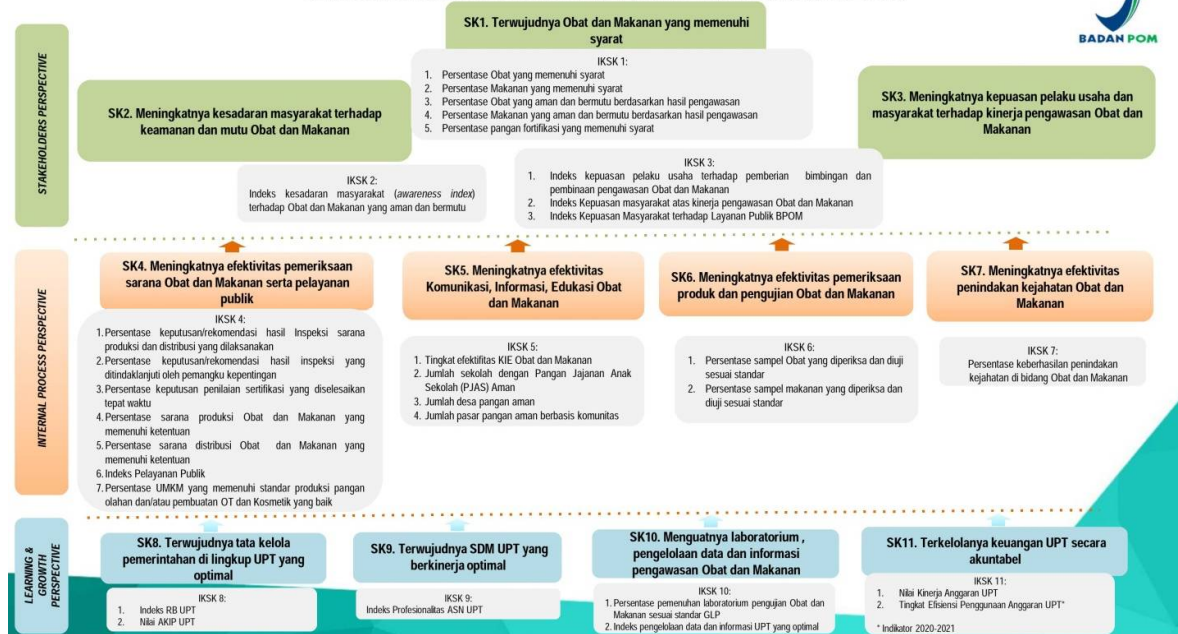 BADAN POM
STAKEHOLDERS PERSPECTIVE
SK1. Terwujudnya Obat dan Makanan yang memenuhi
syarat
IKSK 1:
1. Persentase Obat yang memenuhi syarat
2. Persentase Makanan yang memenuhi syarat
3. Persentase Obat yang aman dan bermutu berdasarkan hasil pengawasan
4. Persentase Makanan yang aman dan bermutu berdasarkan hasil pengawasan
5. Persentase pangan fortifikasi yang memenuhi syarat
SK2. Meningkatnya kesadaran masyarakat terhadap
keamanan dan mutu Obat dan Makanan
IKSK 2:
Indeks kesadaran masyarakat (awareness index)
terhadap Obat dan Makanan yang aman dan bermutu
SK3. Meningkatnya kepuasan pelaku usaha dan
masyarakat terhadap kinerja pengawasan Obat dan
Makanan
IKSK 3:
1. Indeks kepuasan pelaku usaha terhadap pemberian bimbingan dan
pembinaan pengawasan Obat dan Makanan
2. Indeks Kepuasan masyarakat atas kinerja pengawasan Obat dan Makanan
3. Indeks Kepuasan Masyarakat terhadap Layanan Publik BPOM
INTERNAL PROCESS PERSPECTIVE
SK4. Meningkatnya efektivitas pemeriksaan
sarana Obat dan Makanan serta pelayanan
publik
IKSK 4:
1. Persentase keputusan/rekomendasi hasil Inspeksi sarana
produksi dan distribusi yang dilaksanakan
2. Persentase keputusan/rekomendasi hasil inspeksi yang
ditindaklanjuti oleh pemangku kepentingan
3. Persentase keputusan penilaian sertifikasi yang diselesaikan
tepat waktu
4. Persentase sarana produksi Obat dan Makanan yang
memenuhi ketentuan
5. Persentase sarana distribusi Obat dan Makanan yang
memenuhi ketentuan
6. Indeks Pelayanan Publik
7. Persentase UMKM yang memenuhi standar produksi pangan
olahan dan/atau pembuatan OT dan Kosmetik yang baik
SK5. Meningkatnya efektivitas
Komunikasi, Informasi, Edukasi Obat
dan Makanan
IKSK 5:
1. Tingkat efektifitas KIE Obat dan Makanan
2. Jumlah sekolah dengan Pangan Jajanan Anak
Sekolah (PJAS) Aman
3. Jumlah desa pangan aman
4. Jumlah pasar pangan aman berbasis komunitas
SK6. Meningkatnya efektivitas pemeriksaan
produk dan pengujian Obat dan Makanan
IKSK 6:
1. Persentase sampel Obat yang diperiksa dan diuji
sesuai standar
2. Persentase sampel makanan yang diperiksa dan
diuji sesuai standar
SK7. Meningkatnya efektivitas
penindakan kejahatan Obat dan
Makanan
IKSK 7:
Persentase keberhasilan penindakan
kejahatan di bidang Obat dan Makanan
LEARNING &
GROWTH
PERSPECTIVE
SK8. Terwujudnya tata kelola
pemerintahan di lingkup UPT yang
optimal
IKSK 8:
1. Indeks RB UPT
2. Nilai AKIP UPT
SK9. Terwujudnya SDM UPT yang
berkinerja optimal
IKSK 9:
Indeks Profesionalitas ASN UPT
SK10. Menguatnya laboratorium ,
pengelolaan data dan informasi
pengawasan Obat dan Makanan
IKSK 10:
1. Persentase pemenuhan laboratorium pengujian Obat dan
Makanan sesuai standar GLP
2. Indeks pengelolaan data dan informasi UPT yang optimal
SK11. Terkelolanya keuangan UPT secara
akuntabel
IKSK 11:
1. Nilai Kinerja Anggaran UPT
2. Tingkat Efisiensi Penggunaan Anggaran UPT*
* Indikator 2020-2021